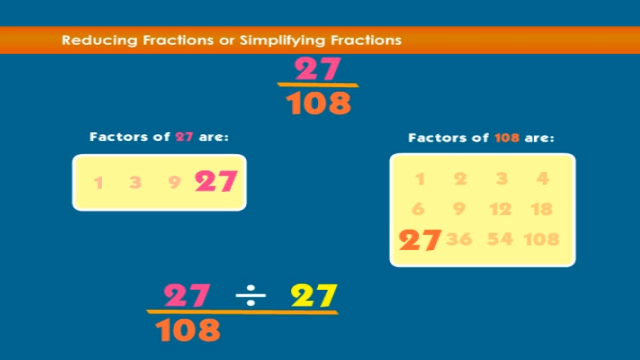 Reducing Fractions or Simplifying Fractions
27
108
Factors of 27 are:
1 3 9 27
Factors of 108 are:
1 2 3 4
6 9 12 18
27 36 54 108
27 ÷ 27
108